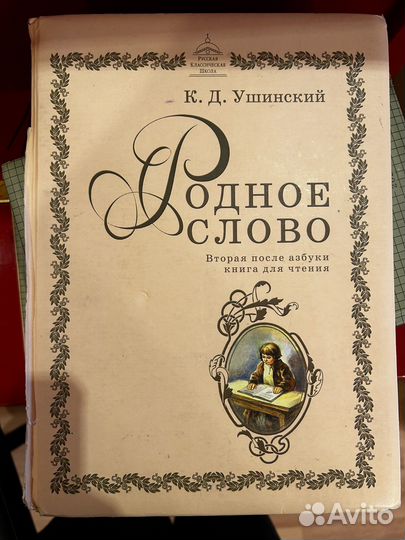 Русская
Классическая
Школа
К. Д. Ушинский
Родное
слово
Вторая после азбуки
книга для чтения
Avito